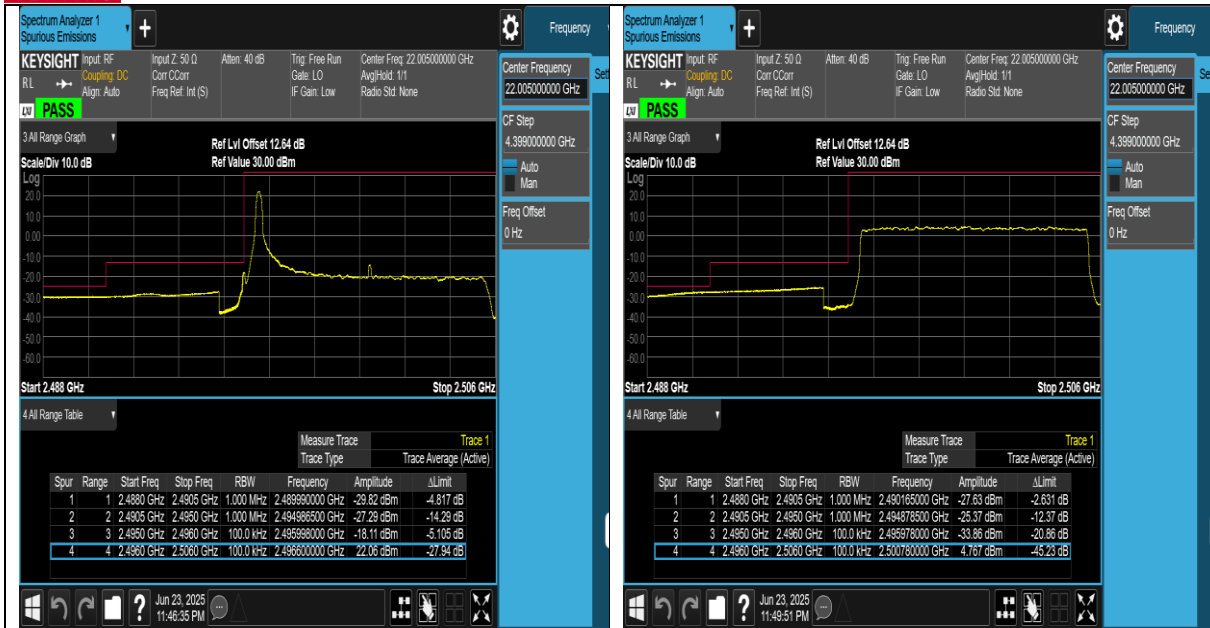 Spectrum Analyzer 1
Spurious Emissions
+
Frequency
KEYSIGHT Input: RF Input Z: 50 Ω Atten: 40 dB Trig: Free Run Center Freq: 22.005000000 GHz
RL Coupling: DC Corr CCorr Gate: LO Avg|Hold: 1/1
Align: Auto Freq Ref: Int (S) IF Gain: Low Radio Std: None
LXI PASS
Center Frequency
22.005000000 GHz
CF Step
4.399000000 GHz
Auto
Man
Freq Offset
0 Hz
3 All Range Graph
Ref Lvl Offset 12.64 dB
Scale/Div 10.0 dB Ref Value 30.00 dBm
Log
20.0
10.0
0.00
-10.0
-20.0
-30.0
-40.0
-50.0
-60.0
Start 2.488 GHz Stop 2.506 GHz
4 All Range Table
Measure Trace Trace 1
Trace Type Trace Average (Active)
Spur Range Start Freq Stop Freq RBW Frequency Amplitude ΔLimit
1 1 2.4880 GHz 2.4905 GHz 1.000 MHz 2.489990000 GHz -29.82 dBm -4.817 dB
2 2 2.4905 GHz 2.4950 GHz 1.000 MHz 2.494986500 GHz -27.29 dBm -14.29 dB
3 3 2.4950 GHz 2.4960 GHz 100.0 kHz 2.495998000 GHz -18.11 dBm -5.105 dB
4 4 2.4960 GHz 2.5060 GHz 100.0 kHz 2.496600000 GHz 22.06 dBm -27.94 dB
?
Jun 23, 2025
11:46:35 PM
Spectrum Analyzer 1
Spurious Emissions
+
Frequency
KEYSIGHT Input: RF Input Z: 50 Ω Atten: 40 dB Trig: Free Run Center Freq: 22.005000000 GHz
RL Coupling: DC Corr CCorr Gate: LO Avg|Hold: 1/1
Align: Auto Freq Ref: Int (S) IF Gain: Low Radio Std: None
LXI PASS
Center Frequency
22.005000000 GHz
CF Step
4.399000000 GHz
Auto
Man
Freq Offset
0 Hz
3 All Range Graph
Ref Lvl Offset 12.64 dB
Scale/Div 10.0 dB Ref Value 30.00 dBm
Log
20.0
10.0
0.00
-10.0
-20.0
-30.0
-40.0
-50.0
-60.0
Start 2.488 GHz Stop 2.506 GHz
4 All Range Table
Measure Trace Trace 1
Trace Type Trace Average (Active)
Spur Range Start Freq Stop Freq RBW Frequency Amplitude ΔLimit
1 1 2.4880 GHz 2.4905 GHz 1.000 MHz 2.490165000 GHz -27.63 dBm -2.631 dB
2 2 2.4905 GHz 2.4950 GHz 1.000 MHz 2.494878500 GHz -25.37 dBm -12.37 dB
3 3 2.4950 GHz 2.4960 GHz 100.0 kHz 2.495978000 GHz -33.86 dBm -20.86 dB
4 4 2.4960 GHz 2.5060 GHz 100.0 kHz 2.500780000 GHz 4.767 dBm -45.23 dB
?
Jun 23, 2025
11:49:51 PM